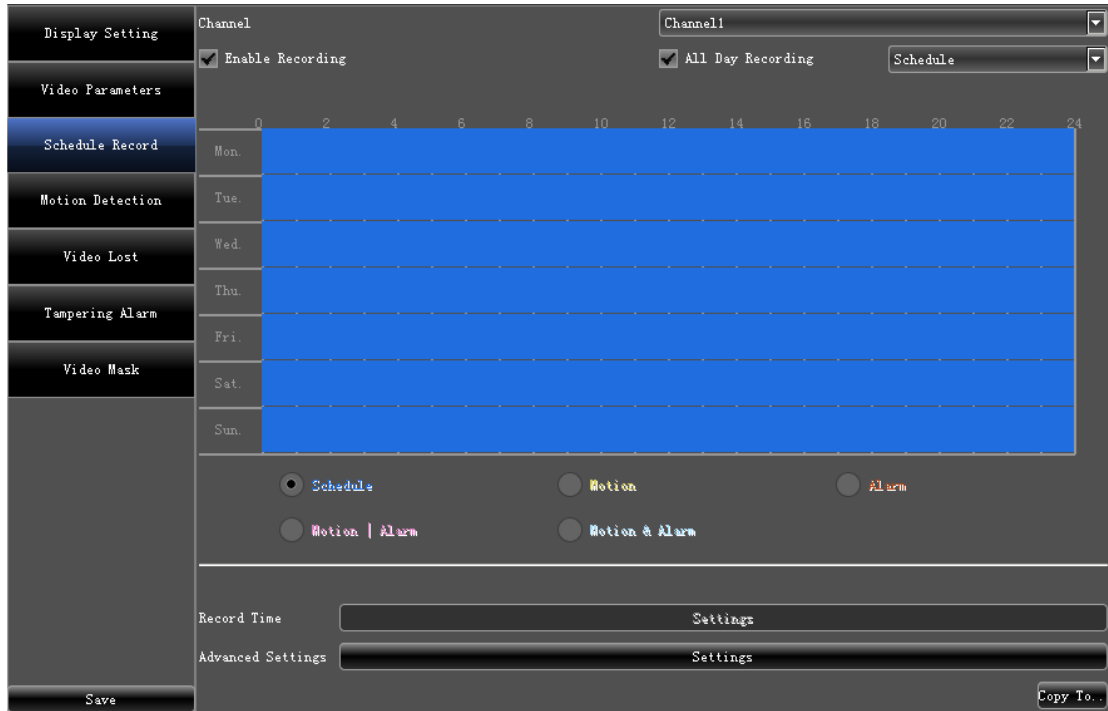 Display Setting
Video Parameters
Schedule Record
Motion Detection
Video Lost
Tampering Alarm
Video Mask
Save
Channel
Channel1
Enable Recording
All Day Recording
Schedule
0 2 4 6 8 10 12 14 16 18 20 22 24
Mon.
Tue.
Wed.
Thu.
Fri.
Sat.
Sun.
Schedule
Motion
Alarm
Motion | Alarm
Motion & Alarm
Record Time
Settings
Advanced Settings
Settings
Copy To..